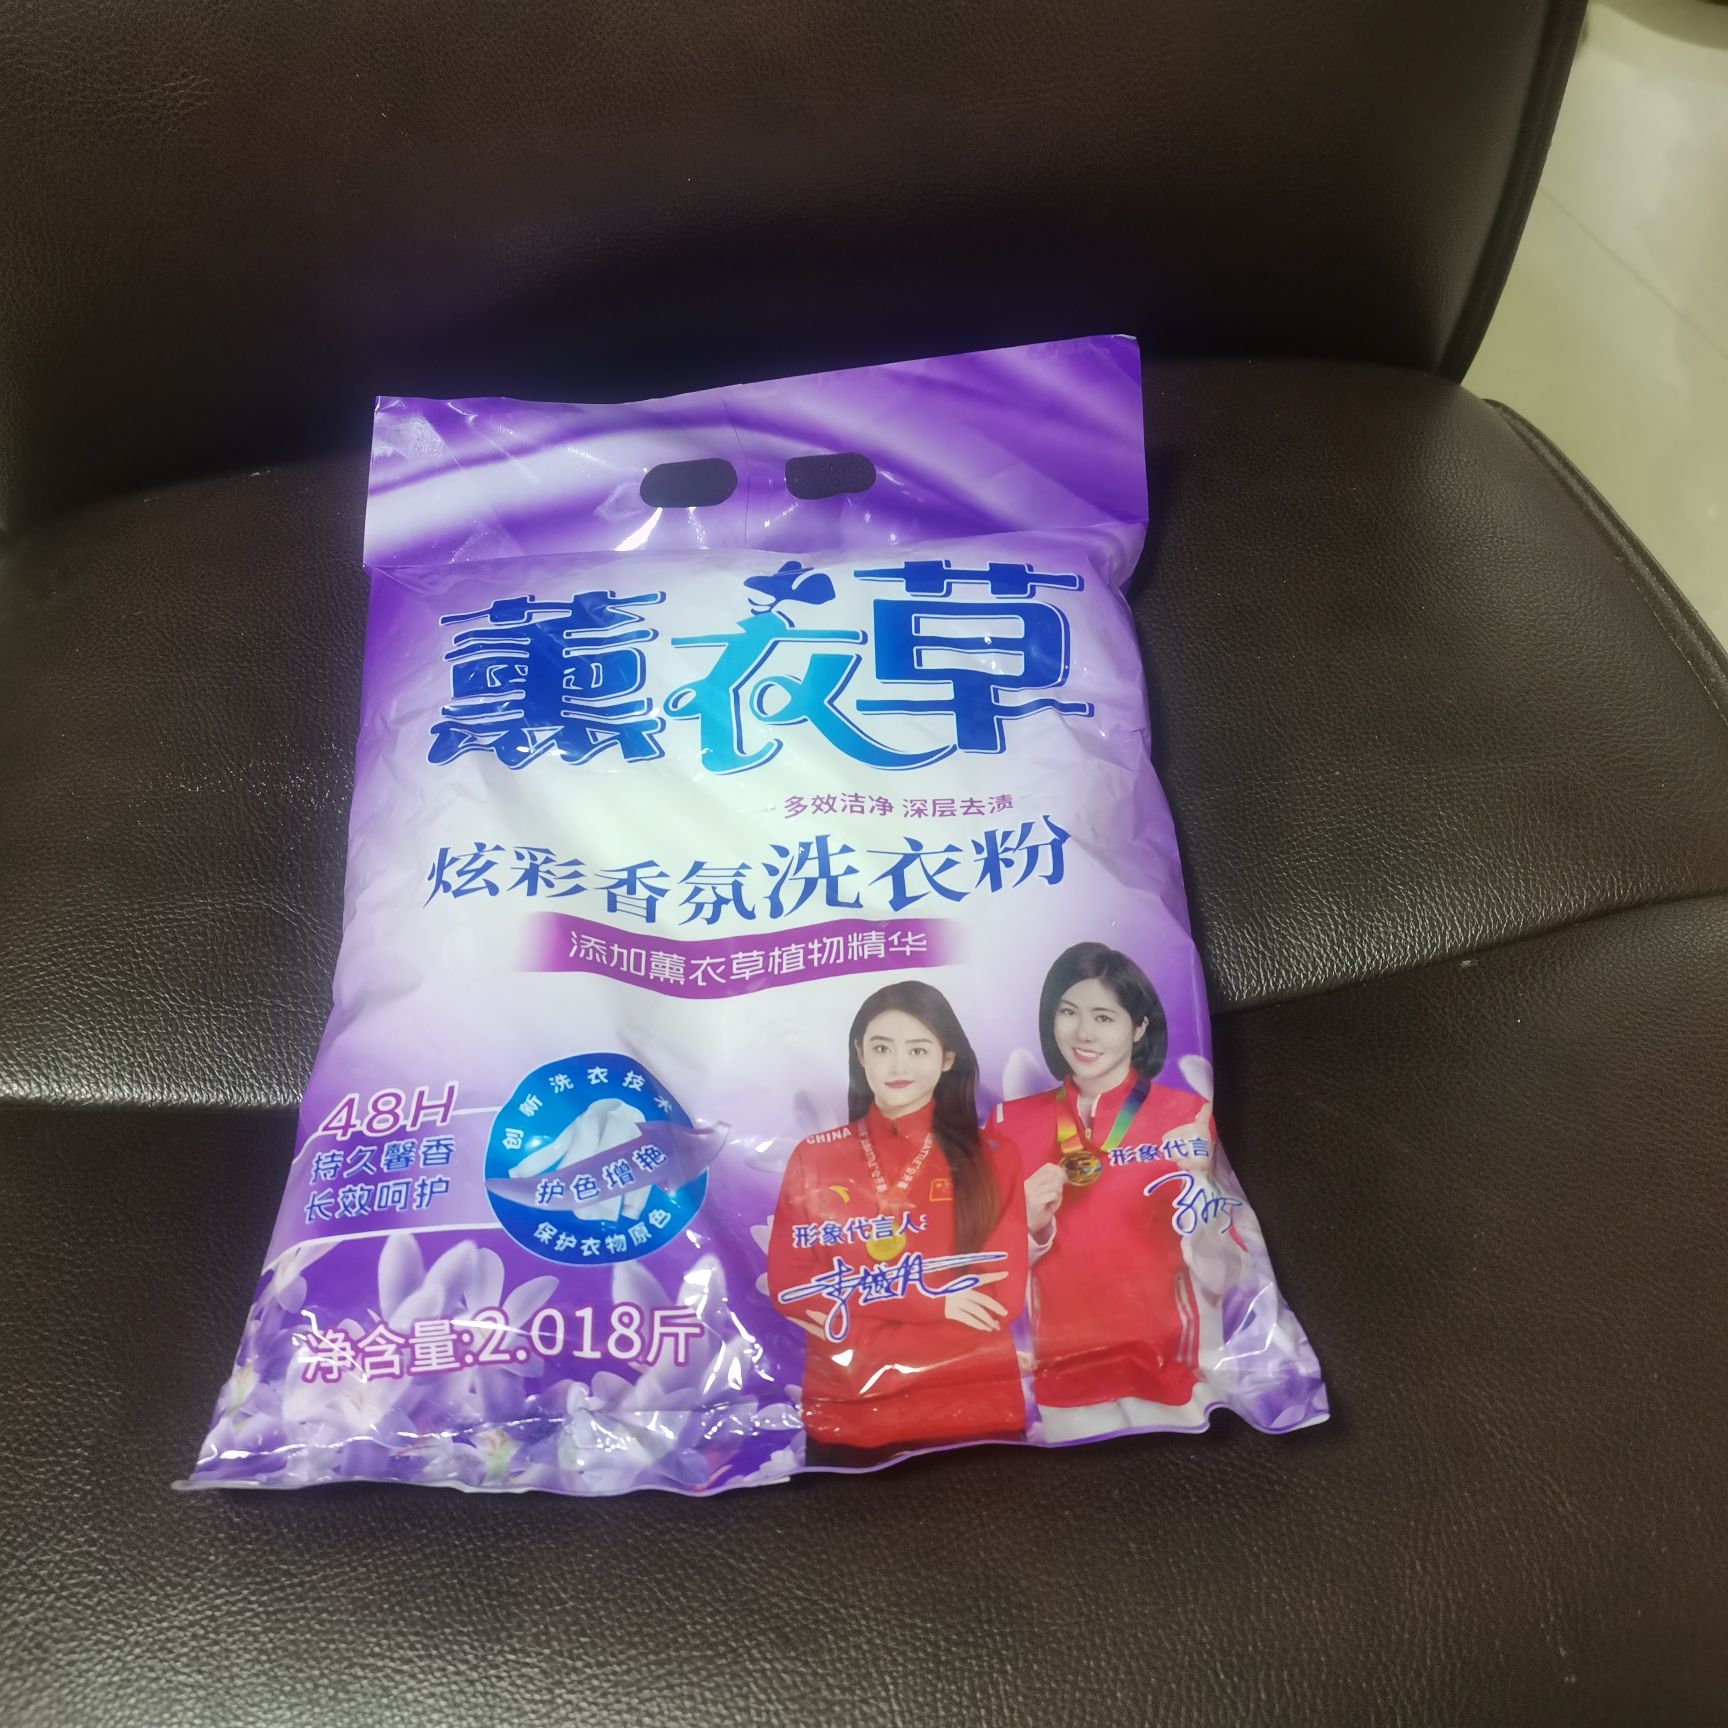 薰衣草
多效洁净 深层去渍
炫彩香氛洗衣粉
添加薰衣草植物精华
48H
持久馨香
长效呵护
创新洗衣技术
护色增艳
保护衣物原色
CHINA
形象代言
形象代言人:
李越
净含量:2.018斤